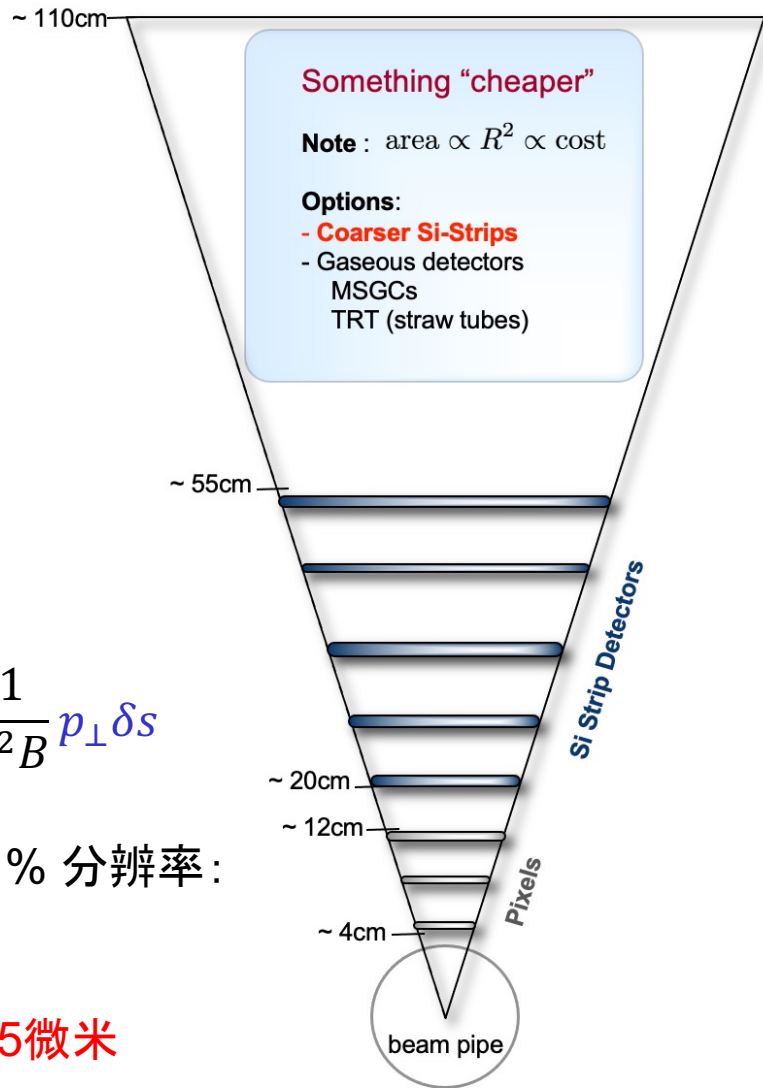 ~ 110cm
Something “cheaper”
Note : area ∝ R² ∝ cost
Options:
- Coarser Si-Strips
- Gaseous detectors
MSGCs
TRT (straw tubes)
~ 55cm
Si Strip Detectors
1
²B p⊥δs
~ 20cm
~ 12cm
% 分辨率:
Pixels
~ 4cm
5微米
beam pipe